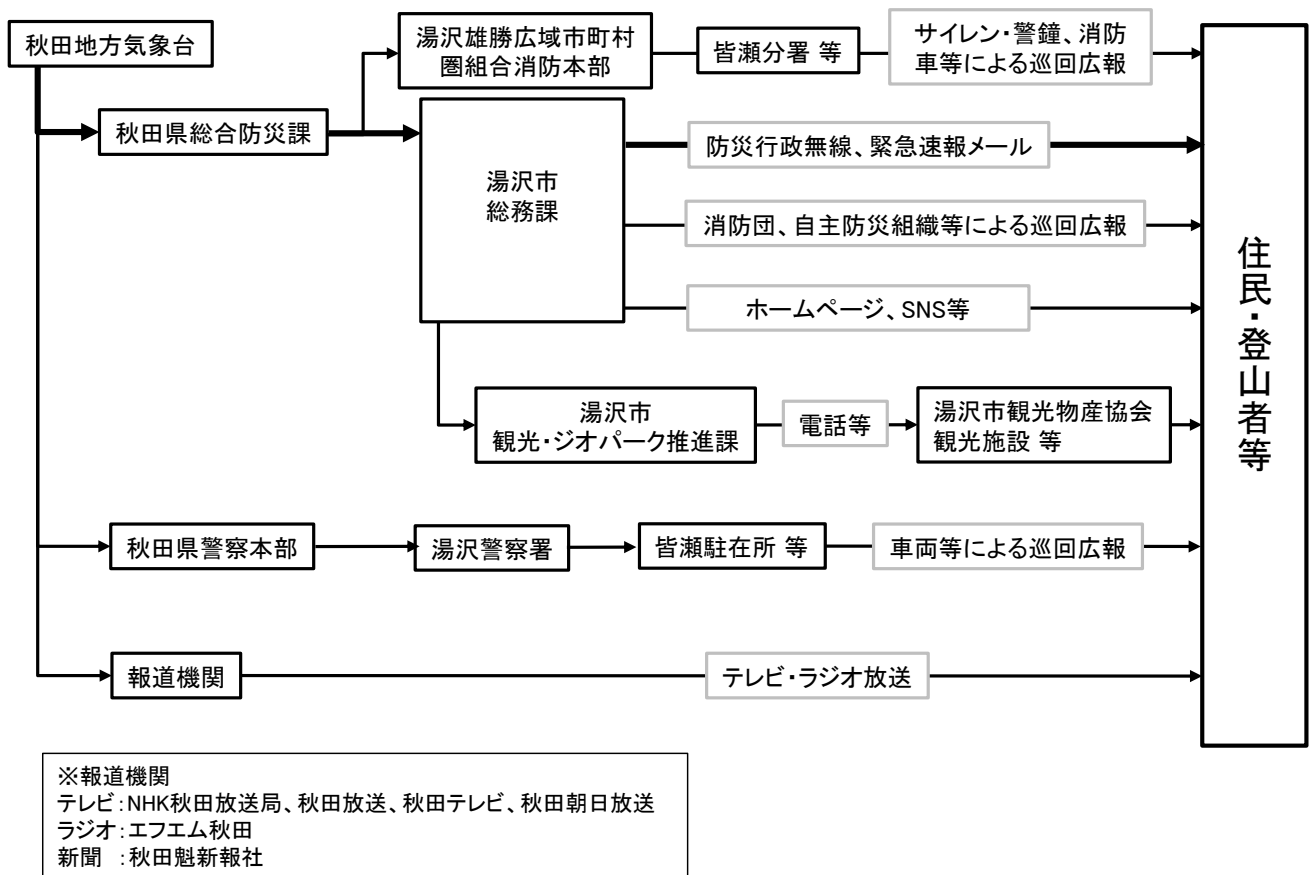 秋田地方気象台
湯沢雄勝広域市町村
圏組合消防本部
皆瀬分署 等
サイレン・警鐘、消防
車等による巡回広報
秋田県総合防災課
湯沢市
総務課
防災行政無線、緊急速報メール
消防団、自主防災組織等による巡回広報
ホームページ、SNS等
湯沢市
観光・ジオパーク推進課
電話等
湯沢市観光物産協会
観光施設 等
秋田県警察本部
湯沢警察署
皆瀬駐在所 等
車両等による巡回広報
報道機関
テレビ・ラジオ放送
住民・登山者等
※報道機関
テレビ：NHK秋田放送局、秋田放送、秋田テレビ、秋田朝日放送
ラジオ：エフエム秋田
新聞　：秋田魁新報社